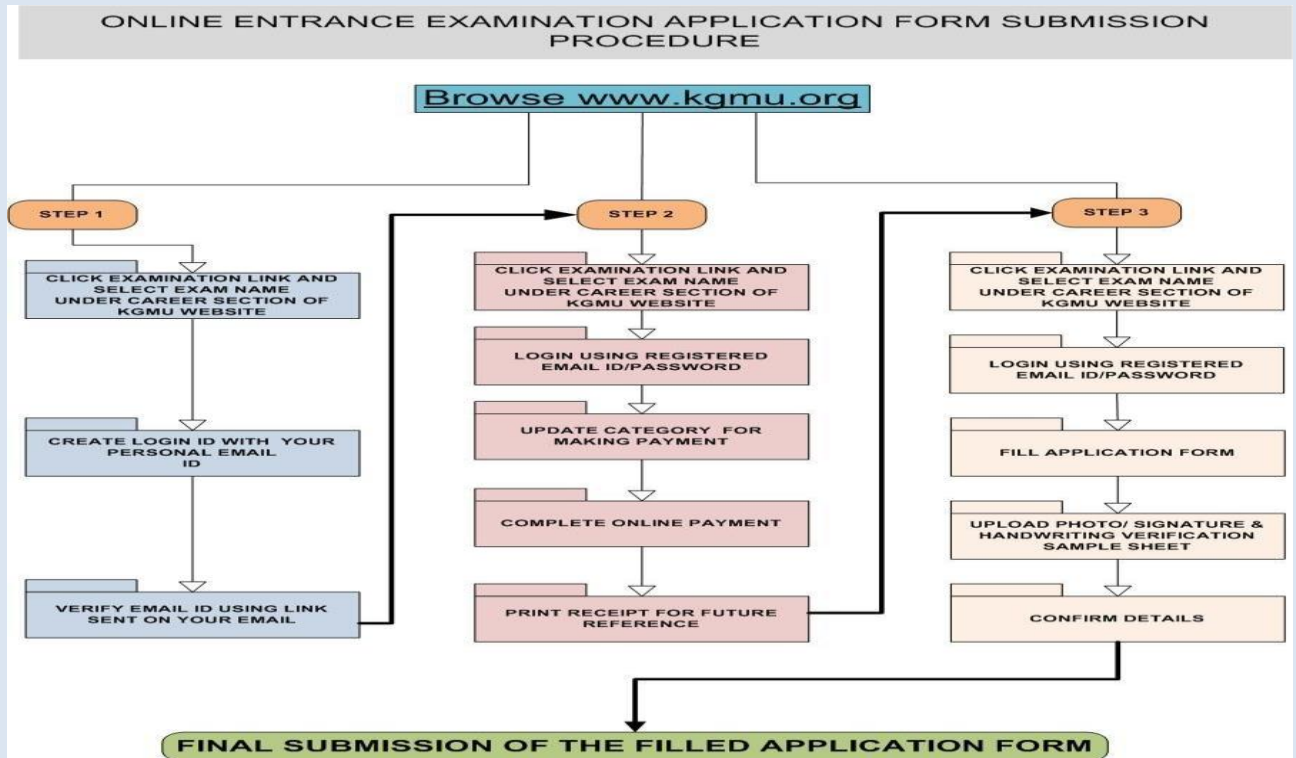 ONLINE ENTRANCE EXAMINATION APPLICATION FORM SUBMISSION
PROCEDURE
Browse www.kgmu.org
STEP 1
CLICK EXAMINATION LINK AND
SELECT EXAM NAME
UNDER CAREER SECTION OF
KGMU WEBSITE
CREATE LOGIN ID WITH YOUR
PERSONAL EMAIL
ID
VERIFY EMAIL ID USING LINK
SENT ON YOUR EMAIL
STEP 2
CLICK EXAMINATION LINK AND
SELECT EXAM NAME
UNDER CAREER SECTION OF
KGMU WEBSITE
LOGIN USING REGISTERED
EMAIL ID/PASSWORD
UPDATE CATEGORY FOR
MAKING PAYMENT
COMPLETE ONLINE PAYMENT
PRINT RECEIPT FOR FUTURE
REFERENCE
STEP 3
CLICK EXAMINATION LINK AND
SELECT EXAM NAME
UNDER CAREER SECTION OF
KGMU WEBSITE
LOGIN USING REGISTERED
EMAIL ID/PASSWORD
FILL APPLICATION FORM
UPLOAD PHOTO/ SIGNATURE &
HANDWRITING VERIFICATION
SAMPLE SHEET
CONFIRM DETAILS
FINAL SUBMISSION OF THE FILLED APPLICATION FORM